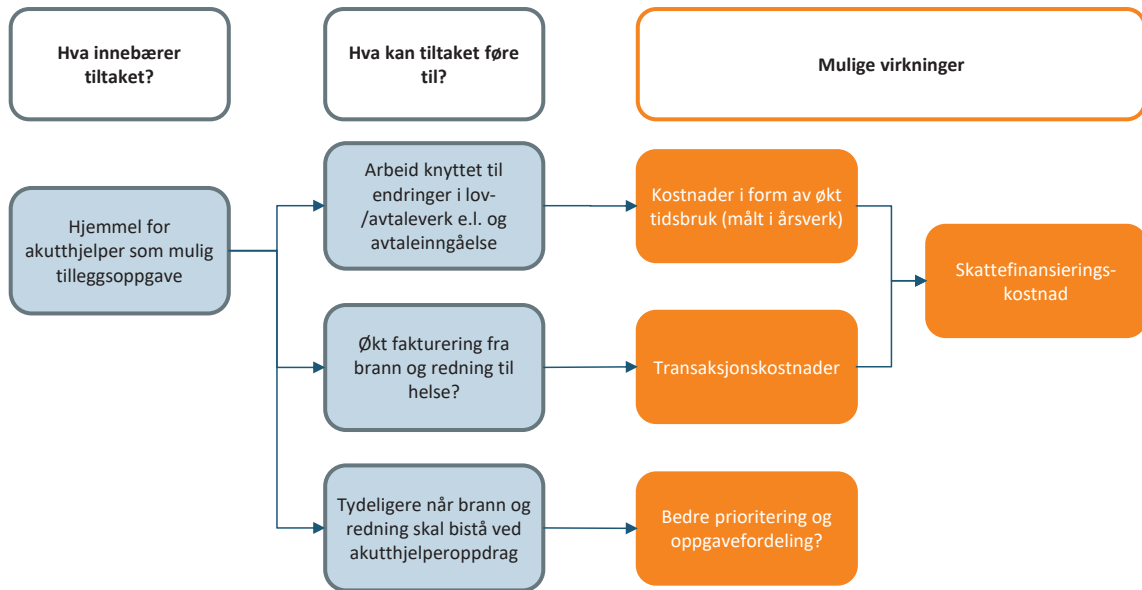 Hva innebærer
tiltaket?
Hva kan tiltaket føre
til?
Mulige virkninger
Hjemmel for
akutthjelper som mulig
tilleggsoppgave
Arbeid knyttet til
endringer i lov-
/avtaleverk e.l. og
avtaleinngåelse
Kostnader i form av økt
tidsbruk (målt i årsverk)
Skattefinansierings-
kostnad
Økt fakturering fra
brann og redning til
helse?
Transaksjonskostnader
Tydeligere når brann og
redning skal bistå ved
akutthjelperoppdrag
Bedre prioritering og
oppgavefordeling?